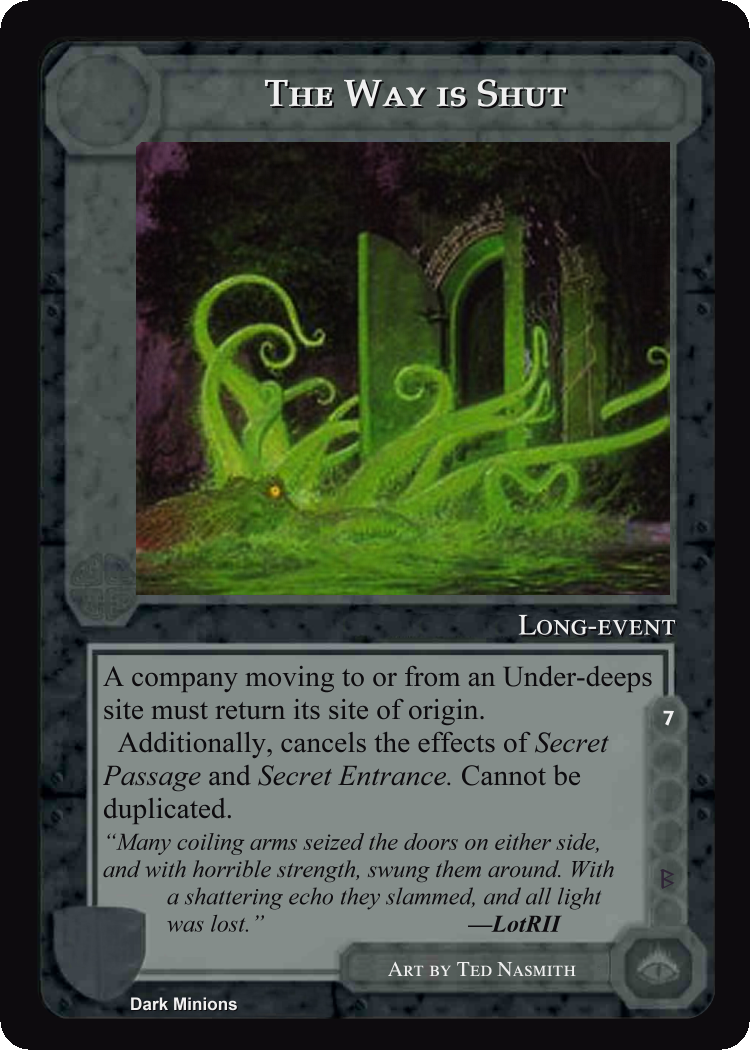 The Way is Shut
Long-event
A company moving to or from an Under-deeps
site must return its site of origin.
Additionally, cancels the effects of Secret
Passage and Secret Entrance. Cannot be
duplicated.
7
“Many coiling arms seized the doors on either side,
and with horrible strength, swung them around. With
a shattering echo they slammed, and all light
was lost.” —LotRII
Art by Ted Nasmith
Dark Minions